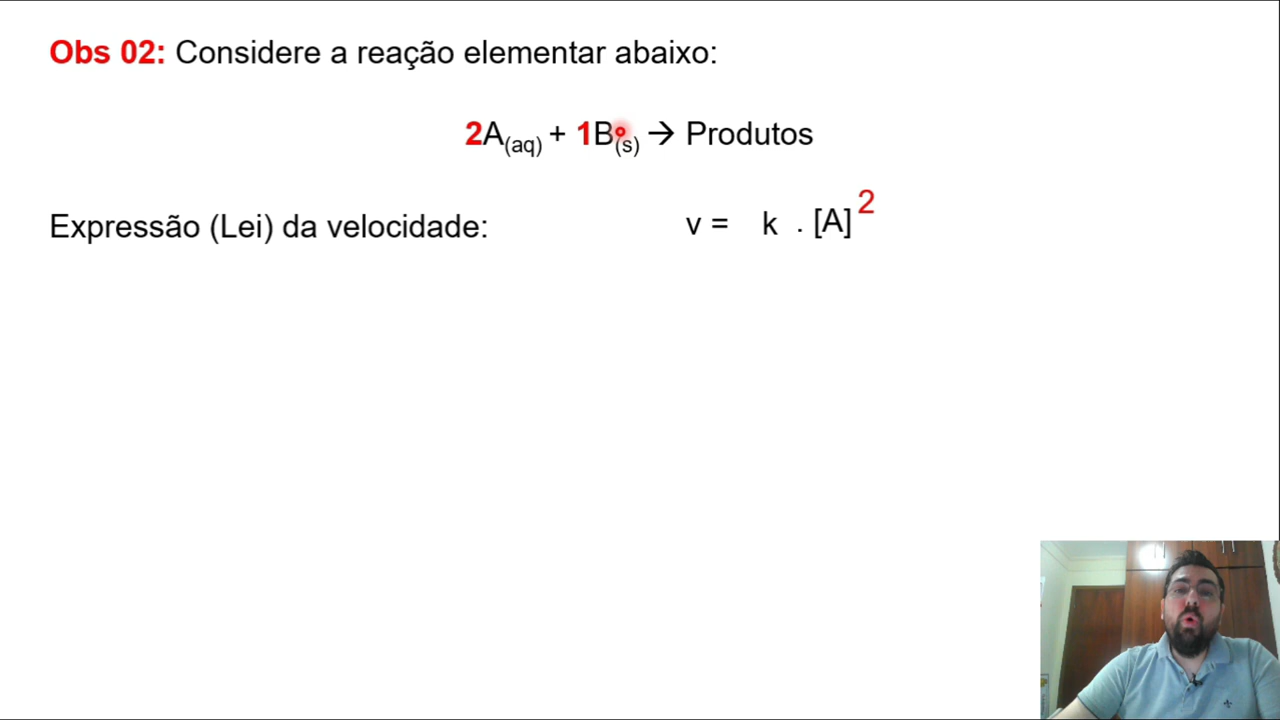 Obs 02: Considere a reação elementar abaixo:
2A(aq) + 1B(s) → Produtos
Expressão (Lei) da velocidade: v = k . [A]²